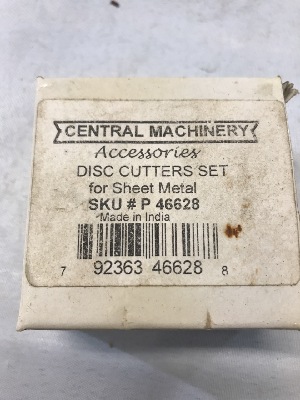 CENTRAL MACHINERY
Accessories
DISC CUTTERS SET
for Sheet Metal
SKU # P 46628
Made in India
7 92363 46628 8